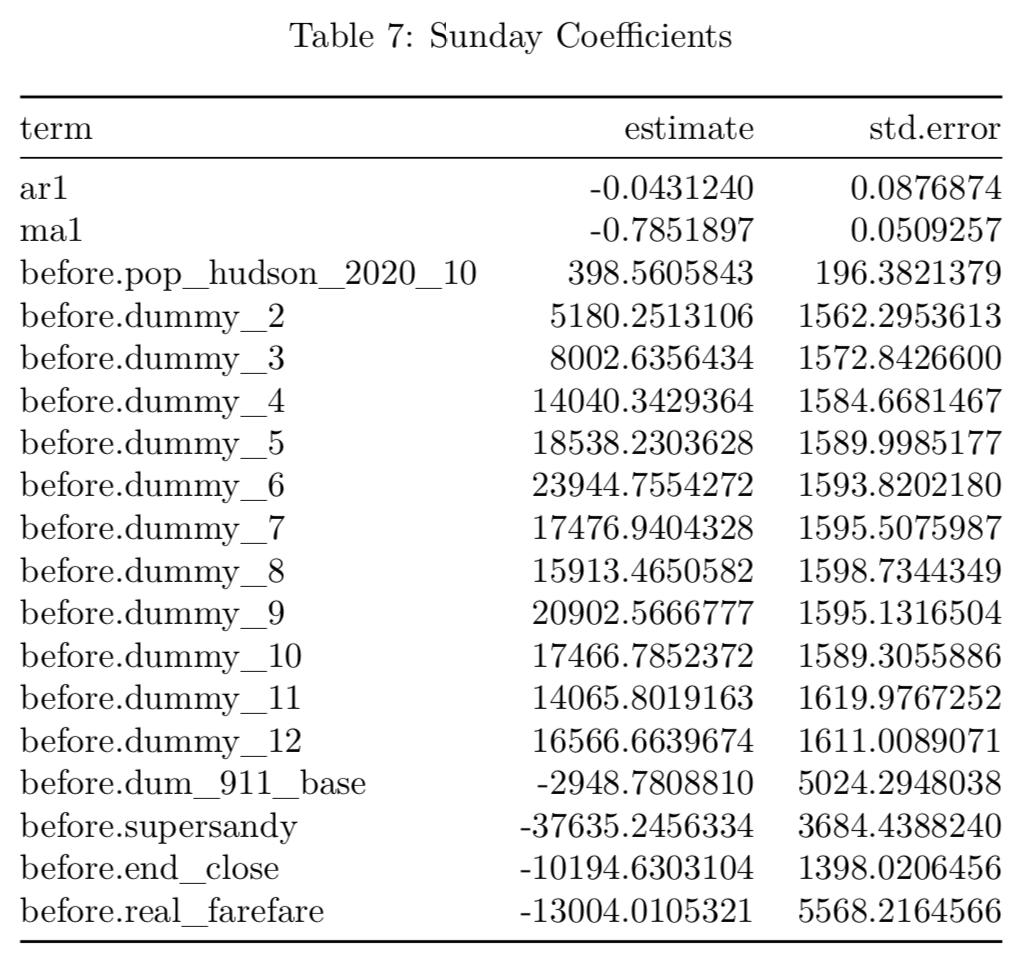 Table 7: Sunday Coefficients
term estimate std.error
ar1 -0.0431240 0.0876874
ma1 -0.7851897 0.0509257
before.pop_hudson_2020_10 398.5605843 196.3821379
before.dummy_2 5180.2513106 1562.2953613
before.dummy_3 8002.6356434 1572.8426600
before.dummy_4 14040.3429364 1584.6681467
before.dummy_5 18538.2303628 1589.9985177
before.dummy_6 23944.7554272 1593.8202180
before.dummy_7 17476.9404328 1595.5075987
before.dummy_8 15913.4650582 1598.7344349
before.dummy_9 20902.5666777 1595.1316504
before.dummy_10 17466.7852372 1589.3055886
before.dummy_11 14065.8019163 1619.9767252
before.dummy_12 16566.6639674 1611.0089071
before.dum_911_base -2948.7808810 5024.2948038
before.supersandy -37635.2456334 3684.4388240
before.end_close -10194.6303104 1398.0206456
before.real_farefare -13004.0105321 5568.2164566